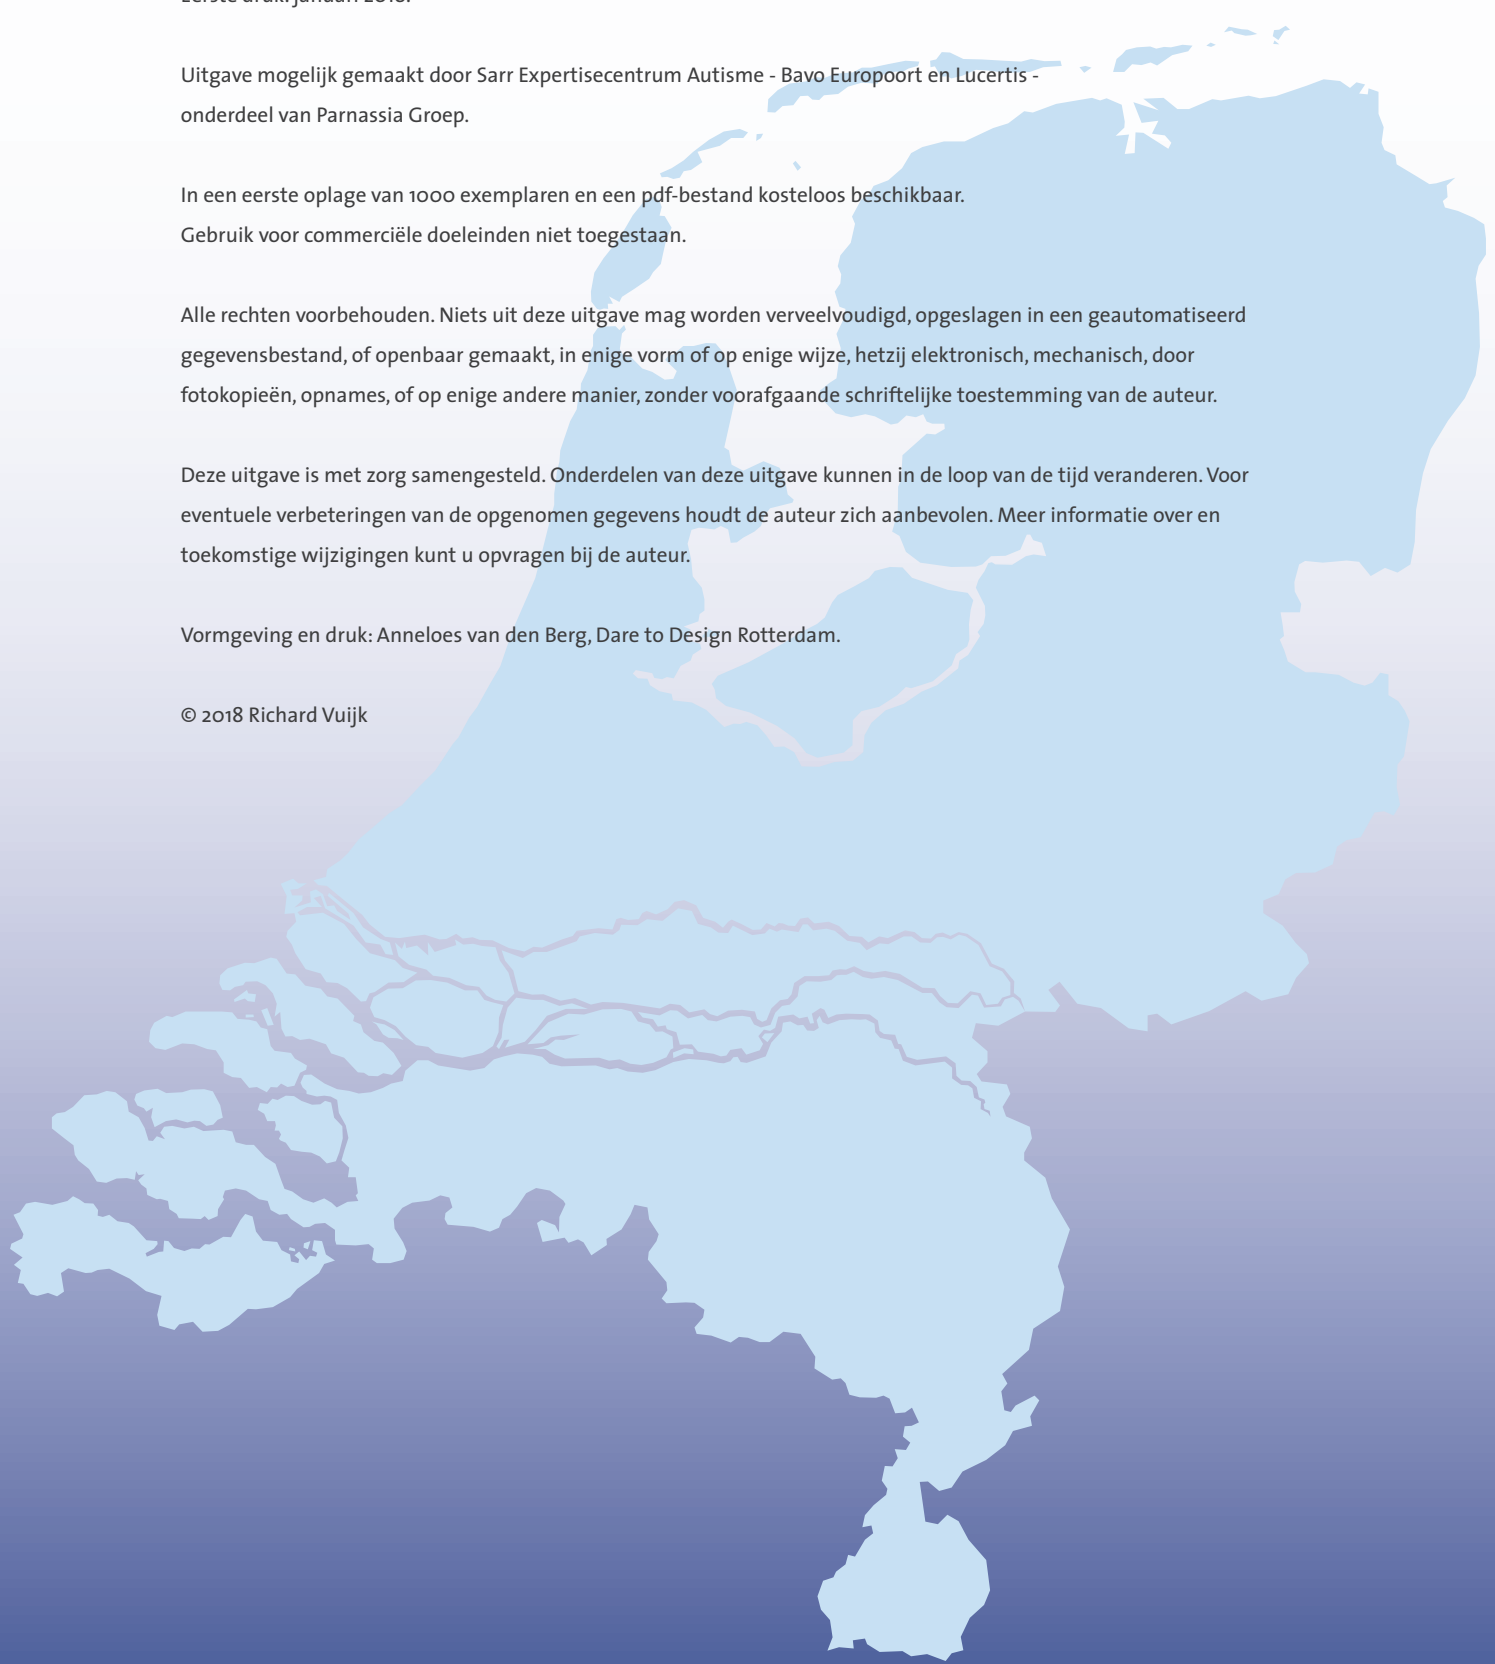 Eerste druk: januari 2018.
Uitgave mogelijk gemaakt door Sarr Expertisecentrum Autisme - Bavo Europoort en Lucertis -
onderdeel van Parnassia Groep.
In een eerste oplage van 1000 exemplaren en een pdf-bestand kosteloos beschikbaar.
Gebruik voor commerciële doeleinden niet toegestaan.
Alle rechten voorbehouden. Niets uit deze uitgave mag worden verveelvoudigd, opgeslagen in een geautomatiseerd
gegevensbestand, of openbaar gemaakt, in enige vorm of op enige wijze, hetzij elektronisch, mechanisch, door
fotokopieën, opnames, of op enige andere manier, zonder voorafgaande schriftelijke toestemming van de auteur.
Deze uitgave is met zorg samengesteld. Onderdelen van deze uitgave kunnen in de loop van de tijd veranderen. Voor
eventuele verbeteringen van de opgenomen gegevens houdt de auteur zich aanbevolen. Meer informatie over en
toekomstige wijzigingen kunt u opvragen bij de auteur.
Vormgeving en druk: Anneloes van den Berg, Dare to Design Rotterdam.
© 2018 Richard Vuijk